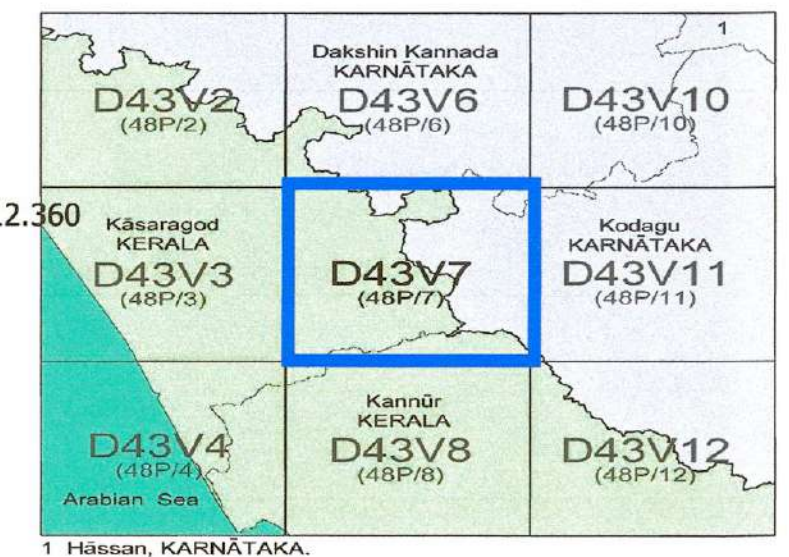 1
Dakshin Kannada
KARNĀTAKA
D43V2
(48P/2)
D43V6
(48P/6)
D43V10
(48P/10)
2.360
Kāsaragod
KERALA
D43V3
(48P/3)
D43V7
(48P/7)
Kodagu
KARNĀTAKA
D43V11
(48P/11)
Kannūr
KERALA
D43V4
(48P/4)
Arabian Sea
D43V8
(48P/8)
D43V12
(48P/12)
1 Hāssan, KARNĀTAKA.